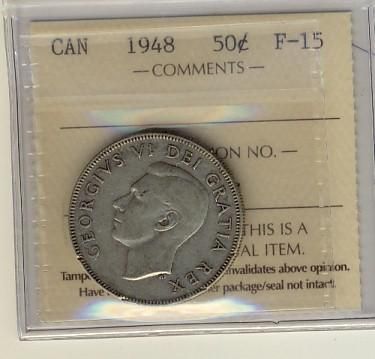 CAN 1948 50¢ F-15
— COMMENTS —
ON NO. —
GEORGIVS VI DEI GRATIA REX
THIS IS A
AL ITEM.
Tamp nvalidates above opinion.
Have er package/seal not intact.